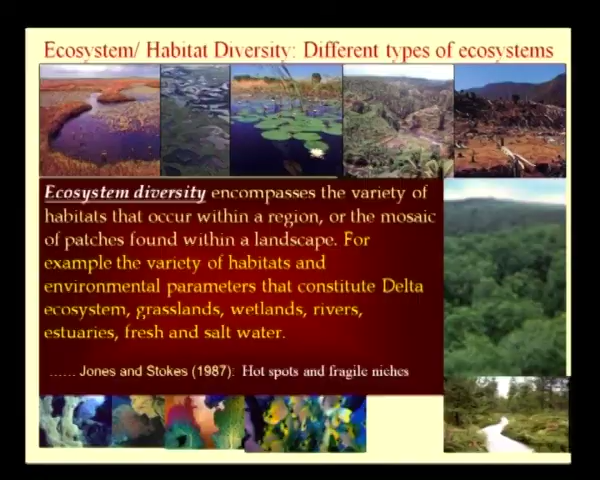 Ecosystem/ Habitat Diversity: Different types of ecosystems
Ecosystem diversity encompasses the variety of
habitats that occur within a region, or the mosaic
of patches found within a landscape. For
example the variety of habitats and
environmental parameters that constitute Delta
ecosystem, grasslands, wetlands, rivers,
estuaries, fresh and salt water.
...... Jones and Stokes (1987): Hot spots and fragile niches